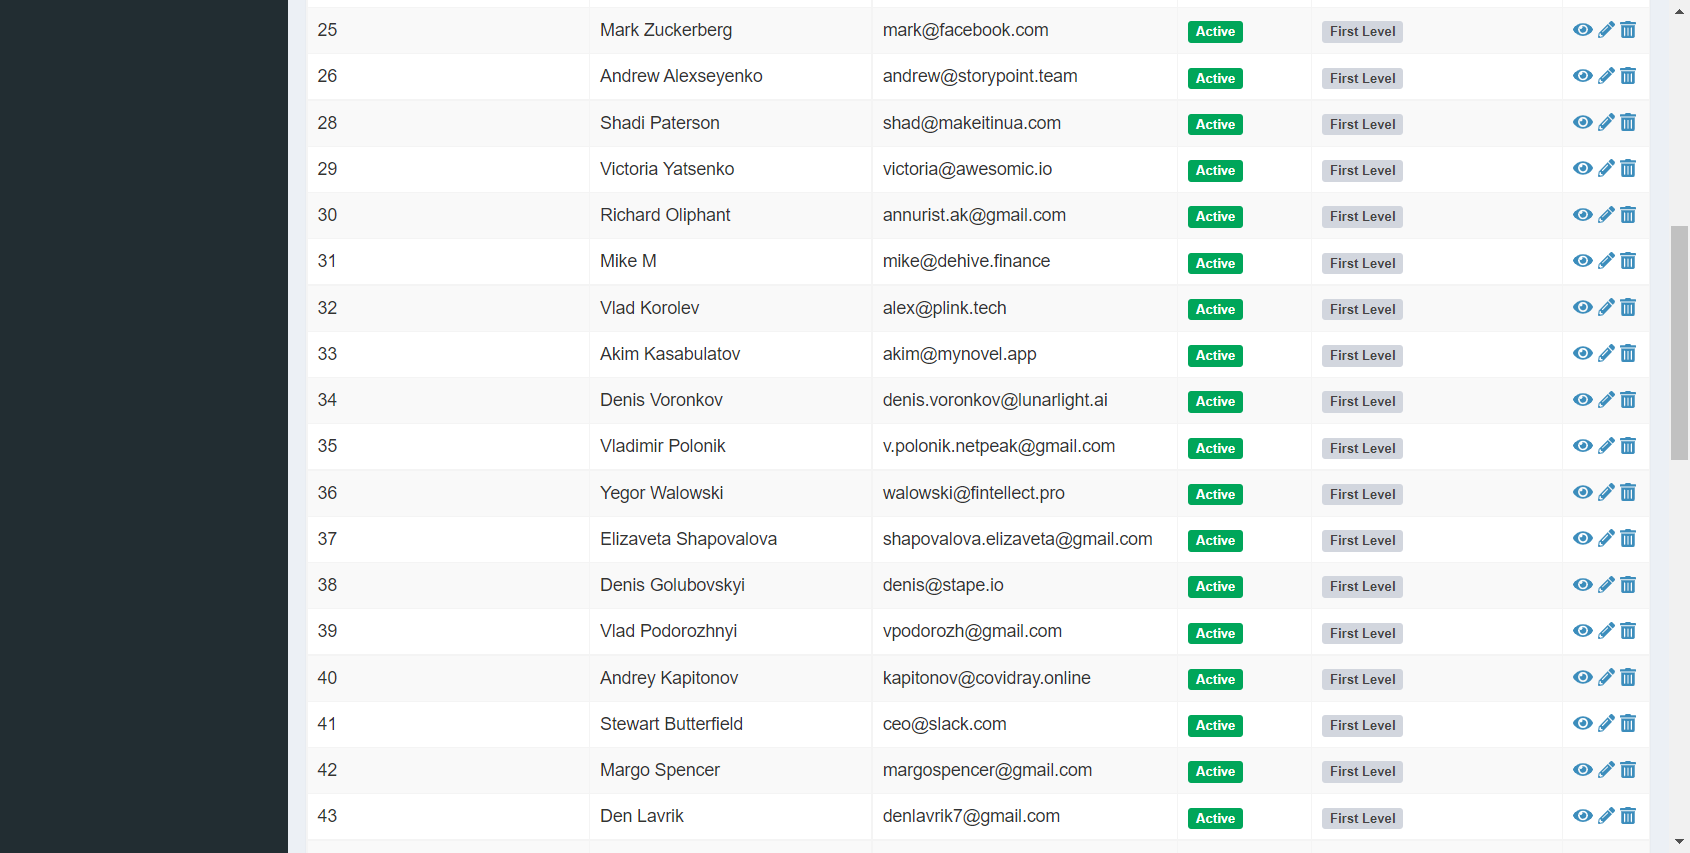 25 Mark Zuckerberg mark@facebook.com Active First Level
26 Andrew Alexseyenko andrew@storypoint.team Active First Level
28 Shadi Paterson shad@makeitinua.com Active First Level
29 Victoria Yatsenko victoria@awesomic.io Active First Level
30 Richard Oliphant annurist.ak@gmail.com Active First Level
31 Mike M mike@dehive.finance Active First Level
32 Vlad Korolev alex@plink.tech Active First Level
33 Akim Kasabulatov akim@mynovel.app Active First Level
34 Denis Voronkov denis.voronkov@lunarlight.ai Active First Level
35 Vladimir Polonik v.polonik.netpeak@gmail.com Active First Level
36 Yegor Walowski walowski@fintellect.pro Active First Level
37 Elizaveta Shapovalova shapovalova.elizaveta@gmail.com Active First Level
38 Denis Golubovskyi denis@stape.io Active First Level
39 Vlad Podorozhnyi vpodorozh@gmail.com Active First Level
40 Andrey Kapitonov kapitonov@covidray.online Active First Level
41 Stewart Butterfield ceo@slack.com Active First Level
42 Margo Spencer margospencer@gmail.com Active First Level
43 Den Lavrik denlavrik7@gmail.com Active First Level